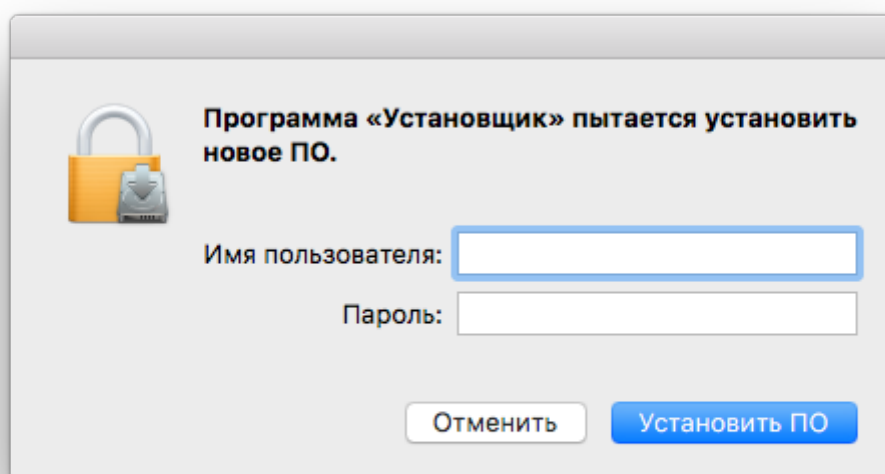 Программа «Установщик» пытается установить
новое ПО.
Имя пользователя:
Пароль:
Отменить
Установить ПО